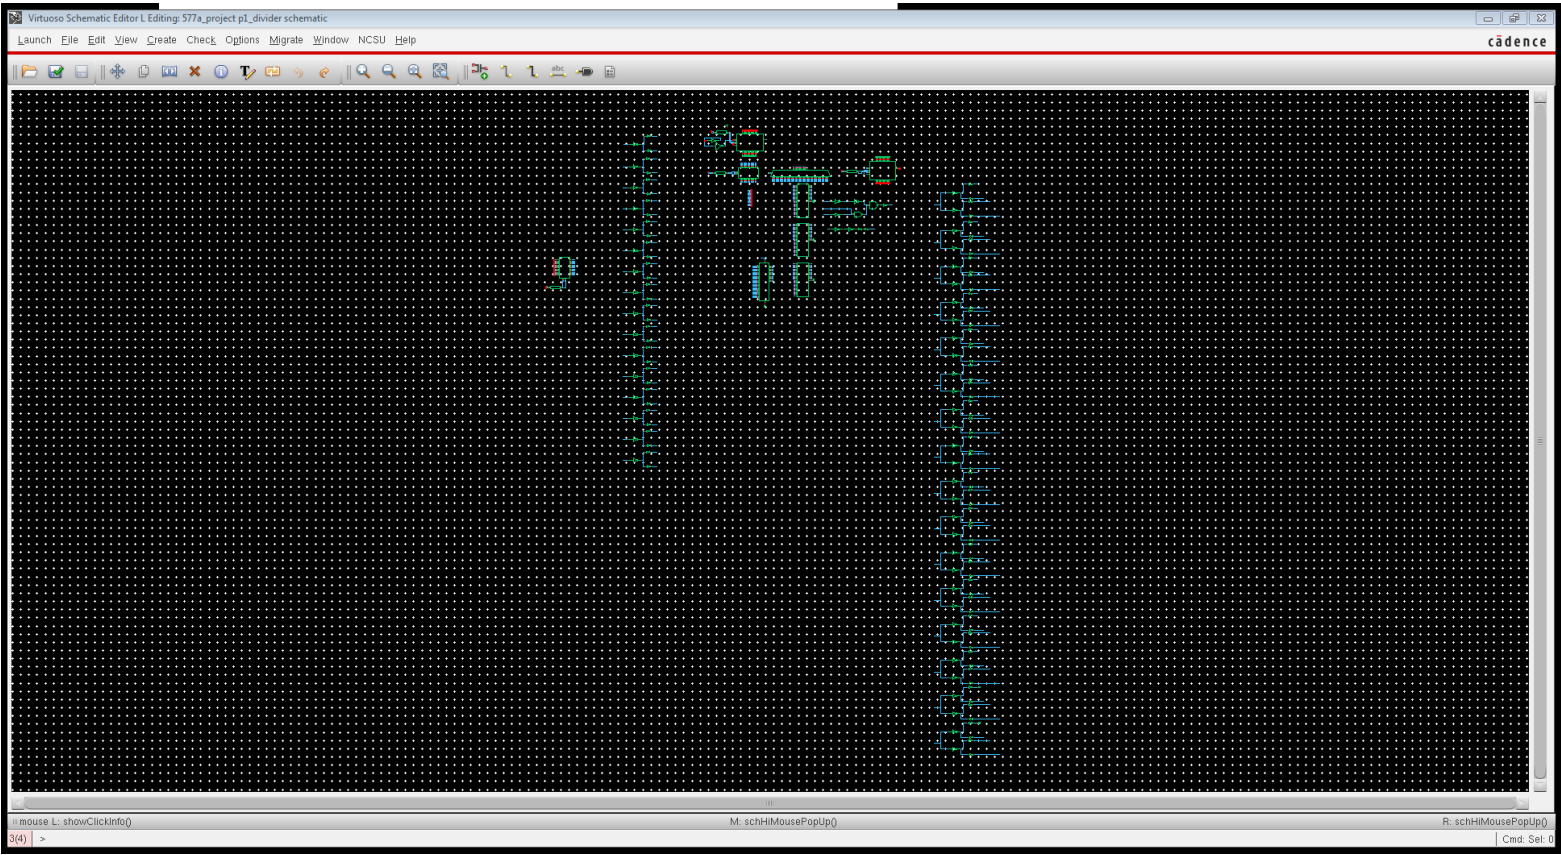 Virtuoso Schematic Editor L Editing: 577a_project p1_divider schematic
Launch File Edit View Create Check Options Migrate Window NCSU Help
cādence
abc
mouse L: showClickInfo()
M: schHiMousePopUp()
R: schHiMousePopUp()
3(4) >
Cmd: Sel: 0